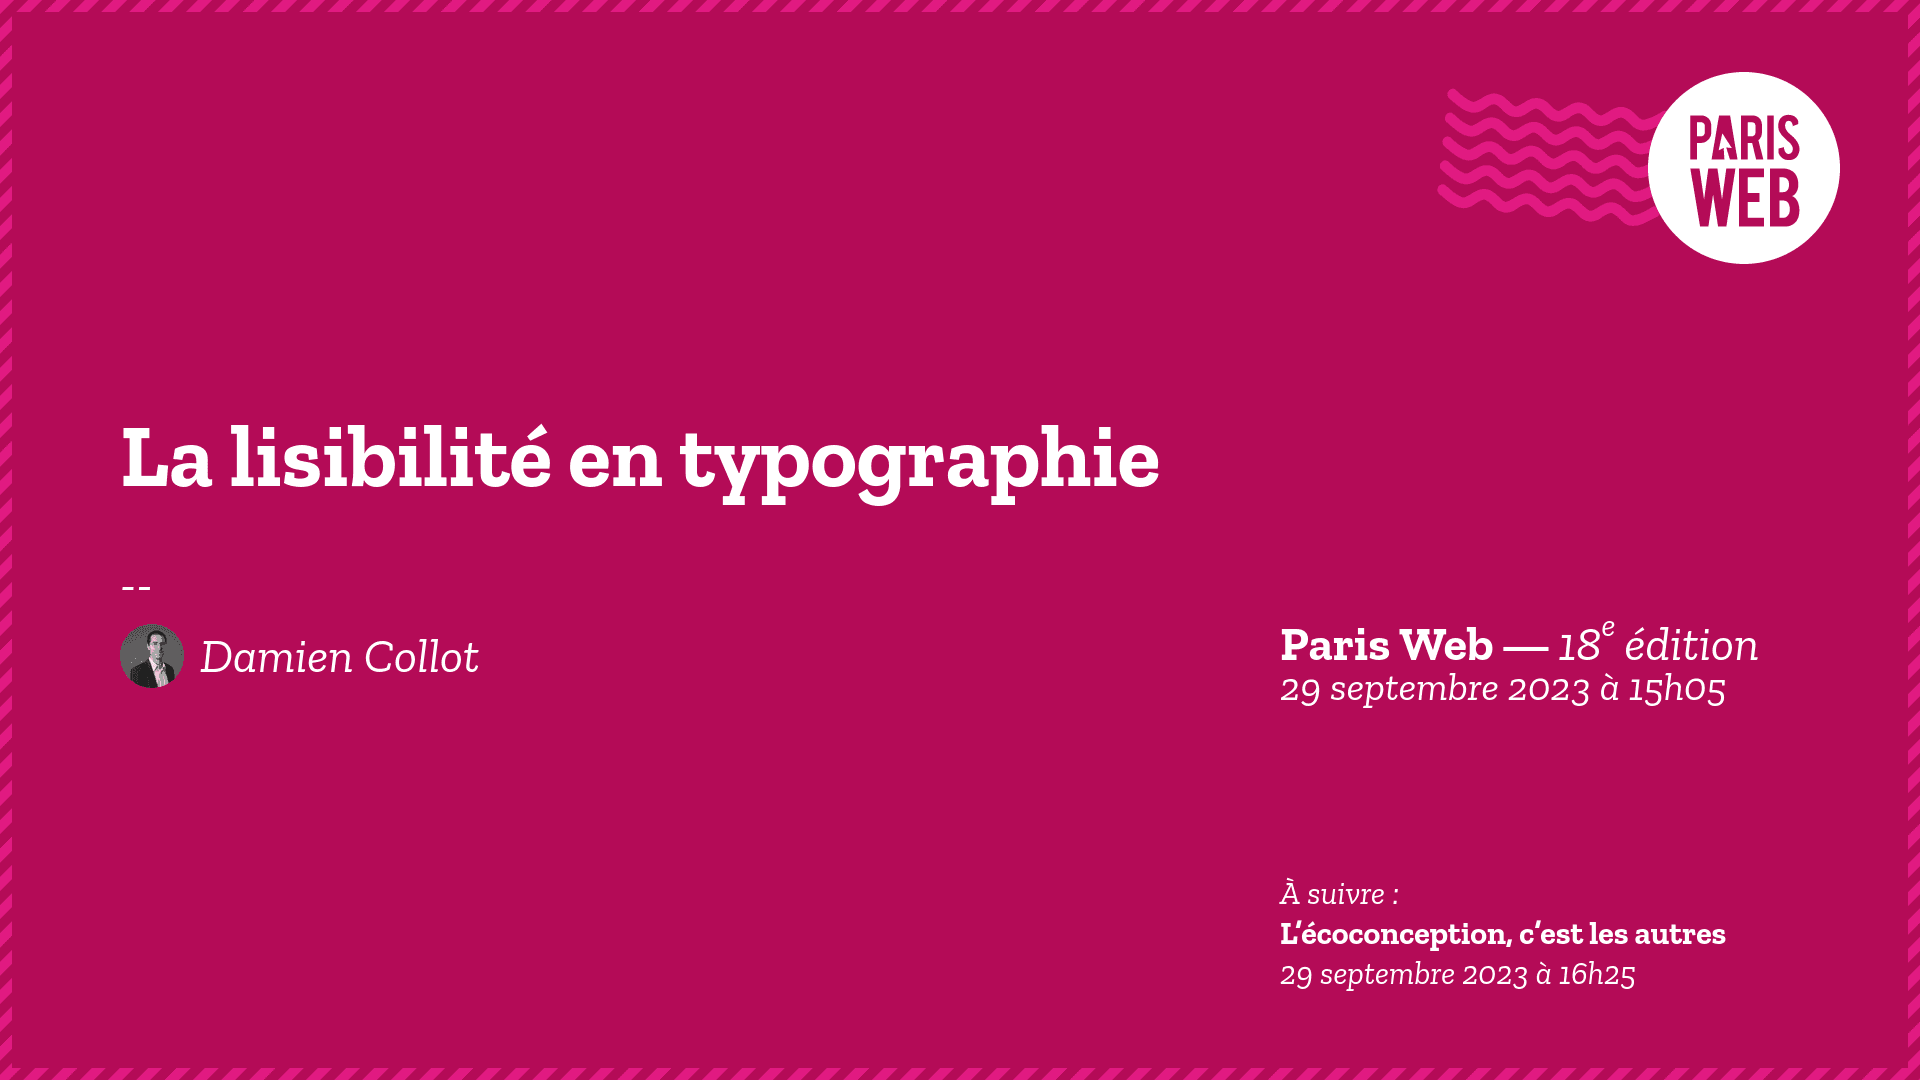 PARIS
WEB
La lisibilité en typographie
--
Damien Collot
Paris Web — 18e édition
29 septembre 2023 à 15h05
À suivre :
L’écoconception, c’est les autres
29 septembre 2023 à 16h25